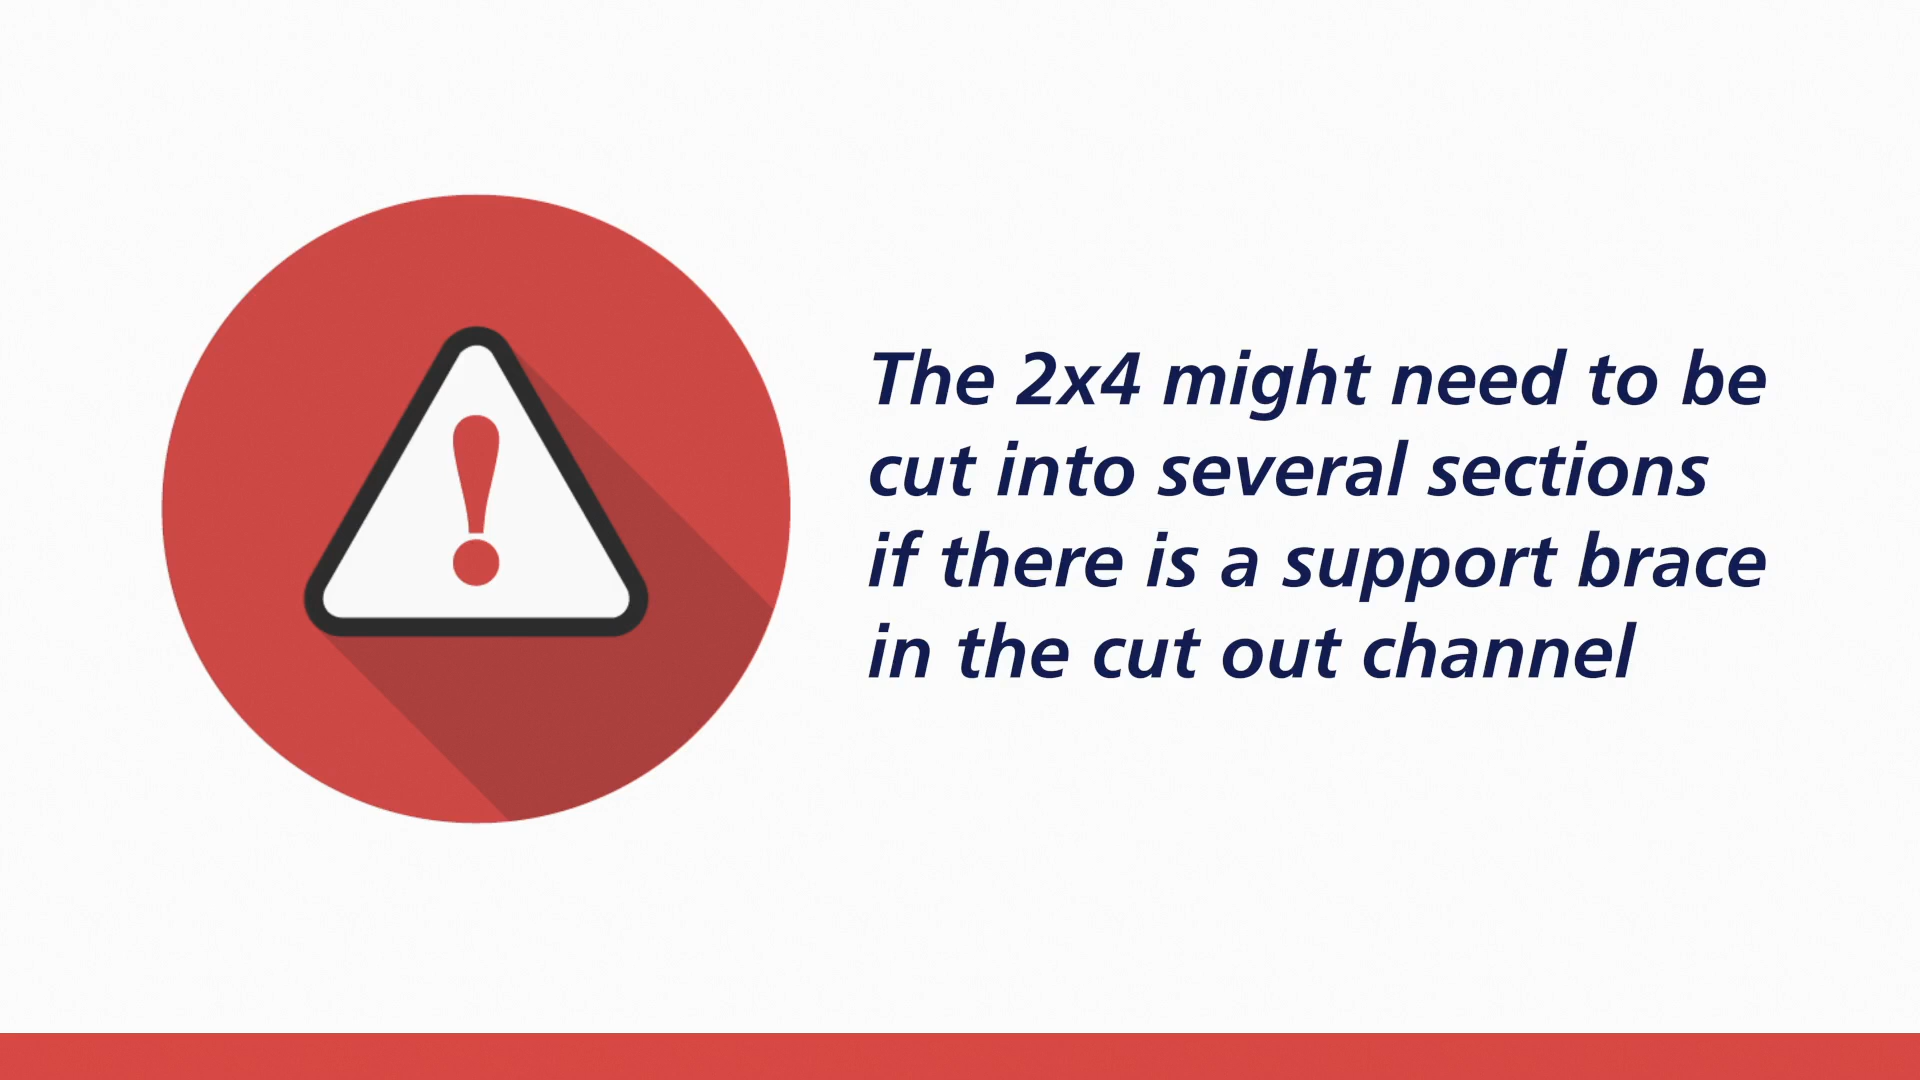 The 2x4 might need to be
cut into several sections
if there is a support brace
in the cut out channel